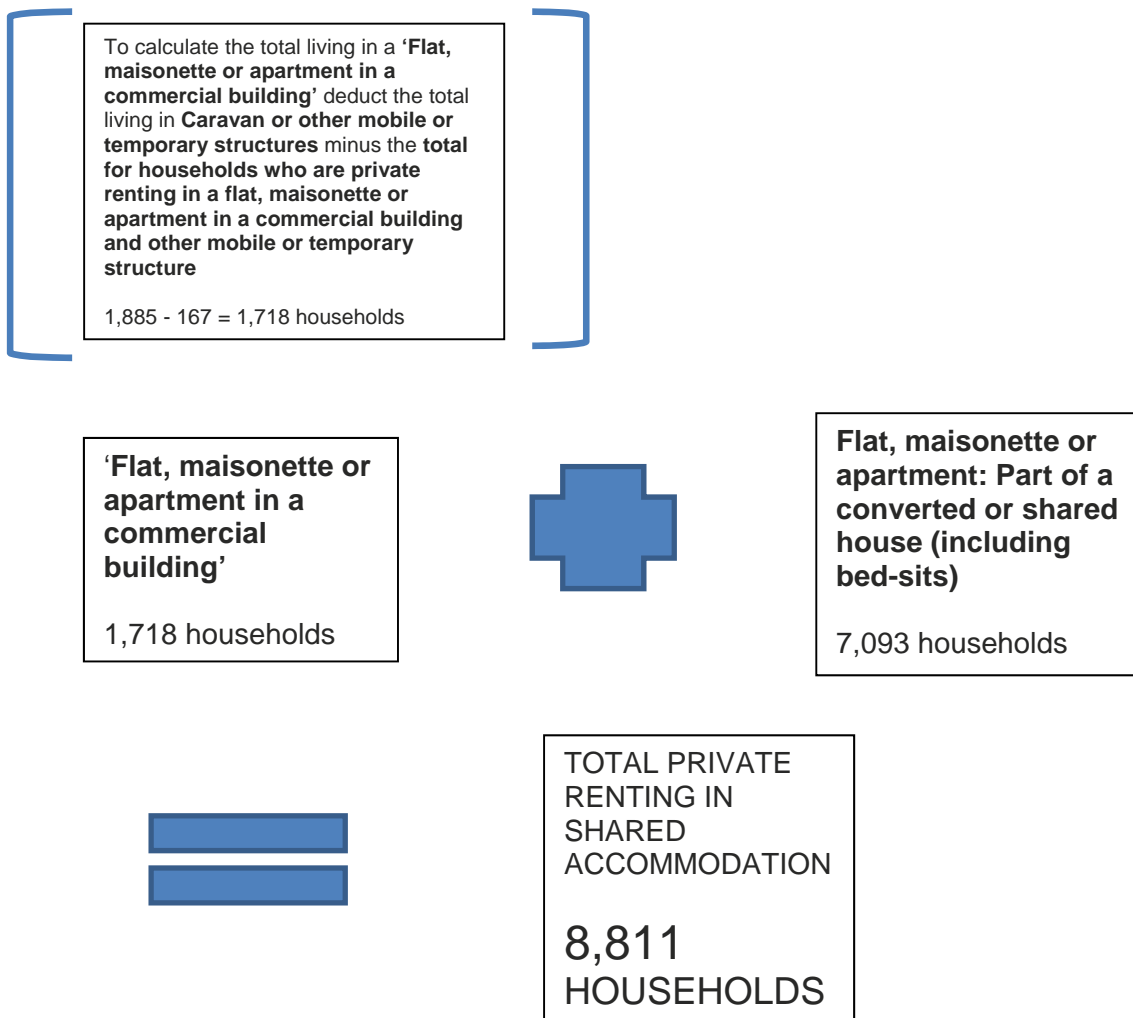 To calculate the total living in a ‘Flat,
maisonette or apartment in a
commercial building’ deduct the total
living in Caravan or other mobile or
temporary structures minus the total
for households who are private
renting in a flat, maisonette or
apartment in a commercial building
and other mobile or temporary
structure
1,885 - 167 = 1,718 households
‘Flat, maisonette or
apartment in a
commercial
building’
1,718 households
Flat, maisonette or
apartment: Part of a
converted or shared
house (including
bed-sits)
7,093 households
TOTAL PRIVATE
RENTING IN
SHARED
ACCOMMODATION
8,811
HOUSEHOLDS